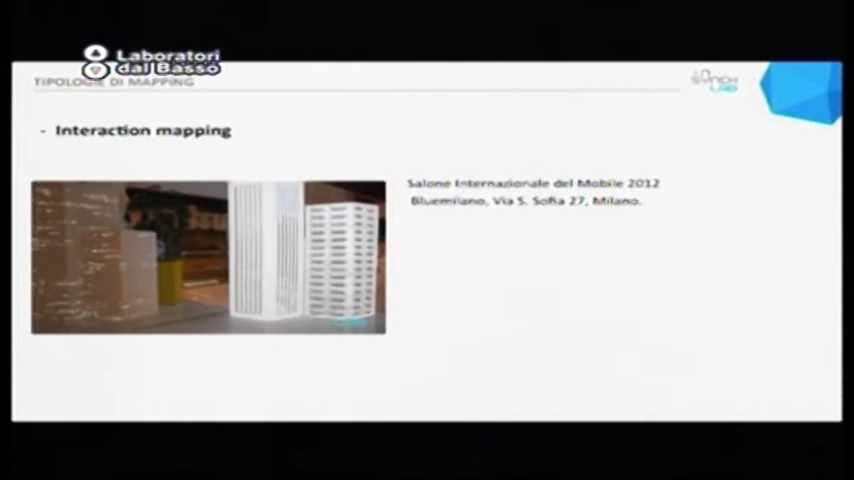 Laboratori
dal Basso
TIPOLOGIE DI MAPPING
- Interaction mapping
Salone Internazionale del Mobile 2012
Bluemilano, Via S. Sofia 27, Milano.